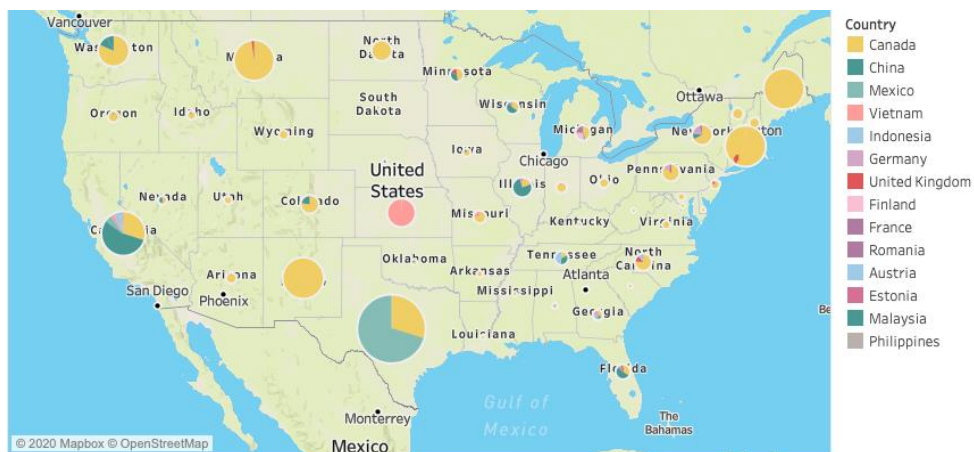 Vancouver
Washington
North
Dakota
Minnesota
Ottawa
Oregon
Idaho
South
Dakota
Wisconsin
Michigan
New York
Wyoming
Iowa
Chicago
Pennsylvania
Nevada
Utah
Colorado
United
States
Illinois
Ohio
California
Missouri
Kentucky
Virginia
Arizona
Oklahoma
Arkansas
Tennessee
North
Carolina
San Diego
Phoenix
Mississippi
Atlanta
Louisiana
Georgia
Florida
Monterrey
Mexico
Gulf of
Mexico
The
Bahamas
Be
© 2020 Mapbox © OpenStreetMap
Country
Canada
China
Mexico
Vietnam
Indonesia
Germany
United Kingdom
Finland
France
Romania
Austria
Estonia
Malaysia
Philippines